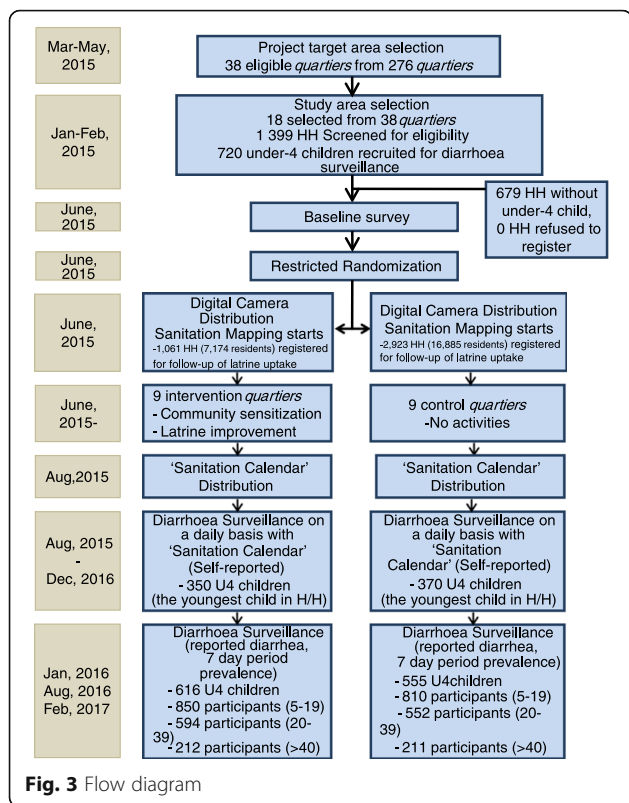 Mar-May,
2015
Project target area selection
38 eligible quartiers from 276 quartiers
Jan-Feb,
2015
Study area selection
18 selected from 38quartiers
1 399 HH Screened for eligibility
720 under-4 children recruited for diarrhoea
surveillance
679 HH without
under-4 child,
0 HH refused to
register
June,
2015
Baseline survey
June,
2015
Restricted Randomization
June,
2015
Digital Camera
Distribution
Sanitation Mapping starts
-1,061 HH (7,174 residents) registered
for follow-up of latrine uptake
Digital Camera Distribution
Sanitation Mapping starts
-2,923 HH (16,885 residents) registered
for follow-up of latrine uptake
June,
2015-
9 intervention quartiers
- Community sensitization
- Latrine improvement
9 control quartiers
-No activities
Aug,2015
‘Sanitation Calendar’
Distribution
‘Sanitation Calendar’
Distribution
Aug, 2015
-
Dec, 2016
Diarrhoea Surveillance on
a daily basis with
‘Sanitation Calendar’
(Self-reported)
- 350 U4 children
(the youngest child in H/H)
Diarrhoea Surveillance on
a daily basis with
‘Sanitation
Calendar’ (Self-reported)
- 370 U4 children
(the youngest child in H/H)
Jan, 2016
Aug, 2016
Feb, 2017
Diarrhoea Surveillance
(reported diarrhea,
7 day period
prevalence)
- 616 U4 children
- 850 participants (5-19)
- 594 participants (20-
39)
- 212 participants (>40)
Diarrhoea Surveillance
(reported diarrhea,
7 day period prevalence)
- 555 U4children
- 810 participants (5-19)
- 552 participants (20-
39)
- 211 participants (>40)
Fig. 3 Flow diagram